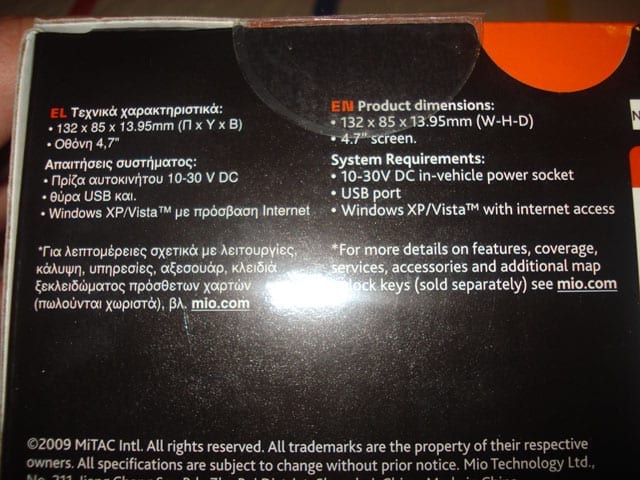 EL Τεχνικά χαρακτηριστικά:
• 132 x 85 x 13.95mm (Π x Υ x Β)
• Οθόνη 4,7"
Απαιτήσεις συστήματος:
• Πρίζα αυτοκινήτου 10-30 V DC
• θύρα USB και.
• Windows XP/Vista™ με πρόσβαση Internet
*Για λεπτομέρειες σχετικά με λειτουργίες,
κάλυψη, υπηρεσίες, αξεσουάρ, κλειδιά
ξεκλειδώματος πρόσθετων χαρτών
(πωλούνται χωριστά), βλ. mio.com
EN Product dimensions:
• 132 x 85 x 13.95mm (W-H-D)
• 4.7" screen.
System Requirements:
• 10-30V DC in-vehicle power socket
• USB port
• Windows XP/Vista™ with internet access
*For more details on features, coverage,
services, accessories and additional map
keys (sold separately) see mio.com
©2009 MiTAC Intl. All rights reserved. All trademarks are the property of their respective
owners. All specifications are subject to change without prior notice. Mio Technology Ltd.,